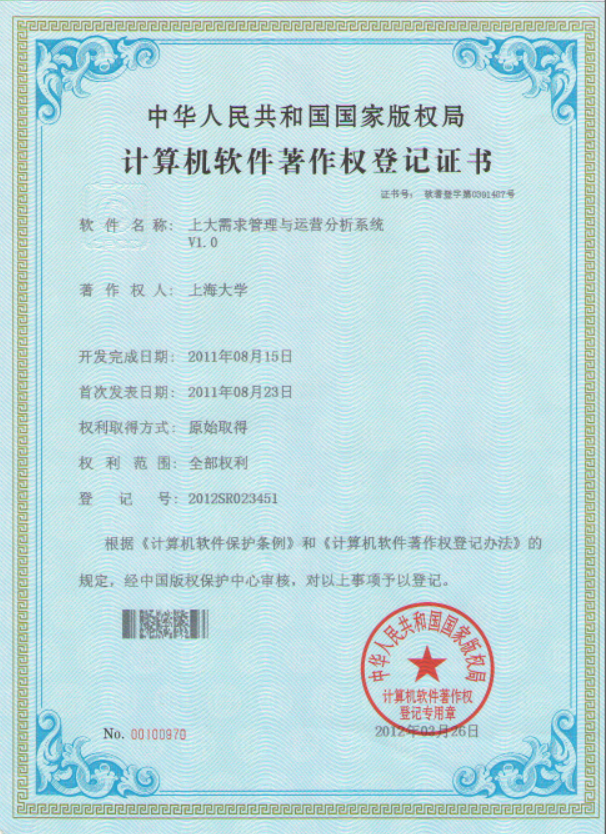 中华人民共和国国家版权局
计算机软件著作权登记证书
证书号： 软著登字第0391487号
软件名称： 上大需求管理与运营分析系统
V1.0
著作权人： 上海大学
开发完成日期： 2011年08月15日
首次发表日期： 2011年08月23日
权利取得方式： 原始取得
权利范围： 全部权利
登记号： 2012SR023451
根据《计算机软件保护条例》和《计算机软件著作权登记办法》的
规定，经中国版权保护中心审核，对以上事项予以登记。
中华人民共和国国家版权局
计算机软件著作权
登记专用章
2012年03月26日
No. 00100970